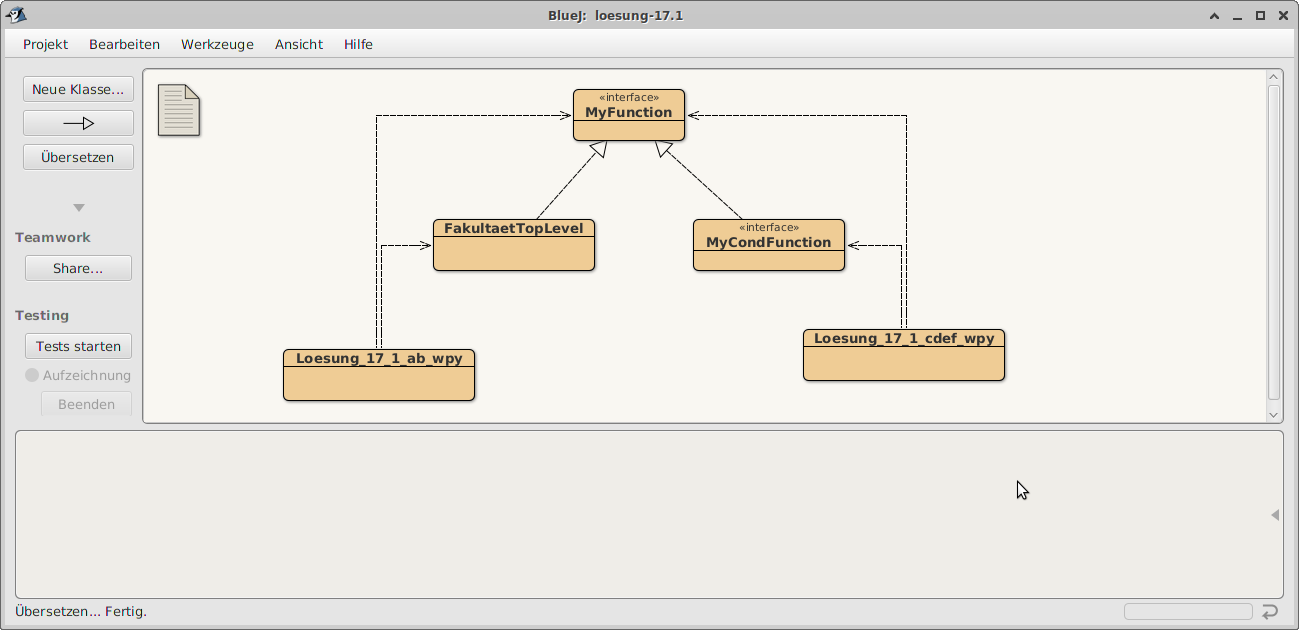 BlueJ: loesung-17.1
Projekt Bearbeiten Werkzeuge Ansicht Hilfe
Neue Klasse...
Übersetzen
Teamwork
Share...
Testing
Tests starten
Aufzeichnung
Beenden
«interface»
MyFunction
FakultaetTopLevel
«interface»
MyCondFunction
Loesung_17_1_ab_wpy
Loesung_17_1_cdef_wpy
Übersetzen... Fertig.